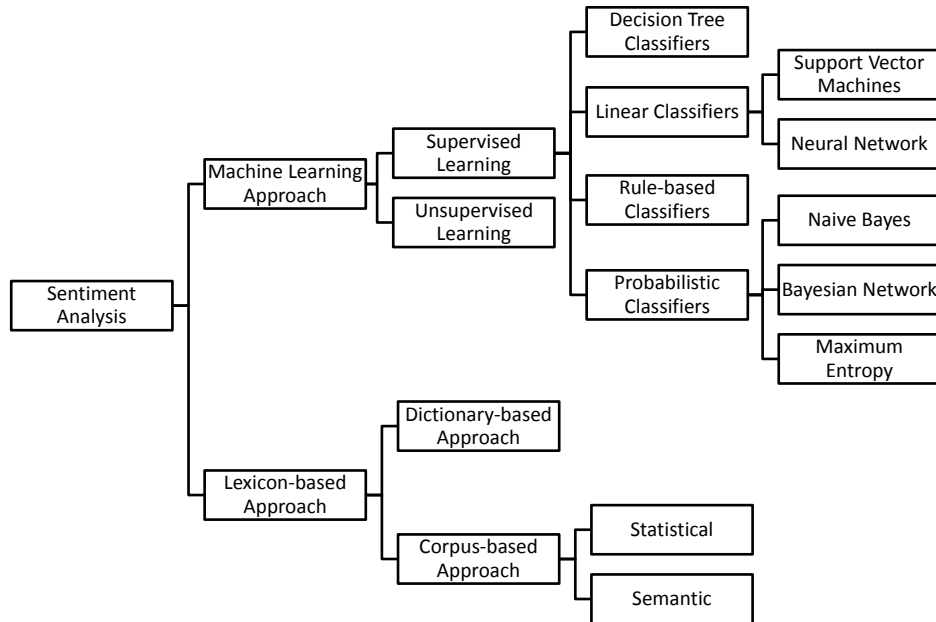 Sentiment
Analysis
Machine Learning
Approach
Supervised
Learning
Decision Tree
Classifiers
Linear Classifiers
Support Vector
Machines
Neural Network
Rule-based
Classifiers
Probabilistic
Classifiers
Naive Bayes
Bayesian Network
Maximum
Entropy
Unsupervised
Learning
Lexicon-based
Approach
Dictionary-based
Approach
Corpus-based
Approach
Statistical
Semantic